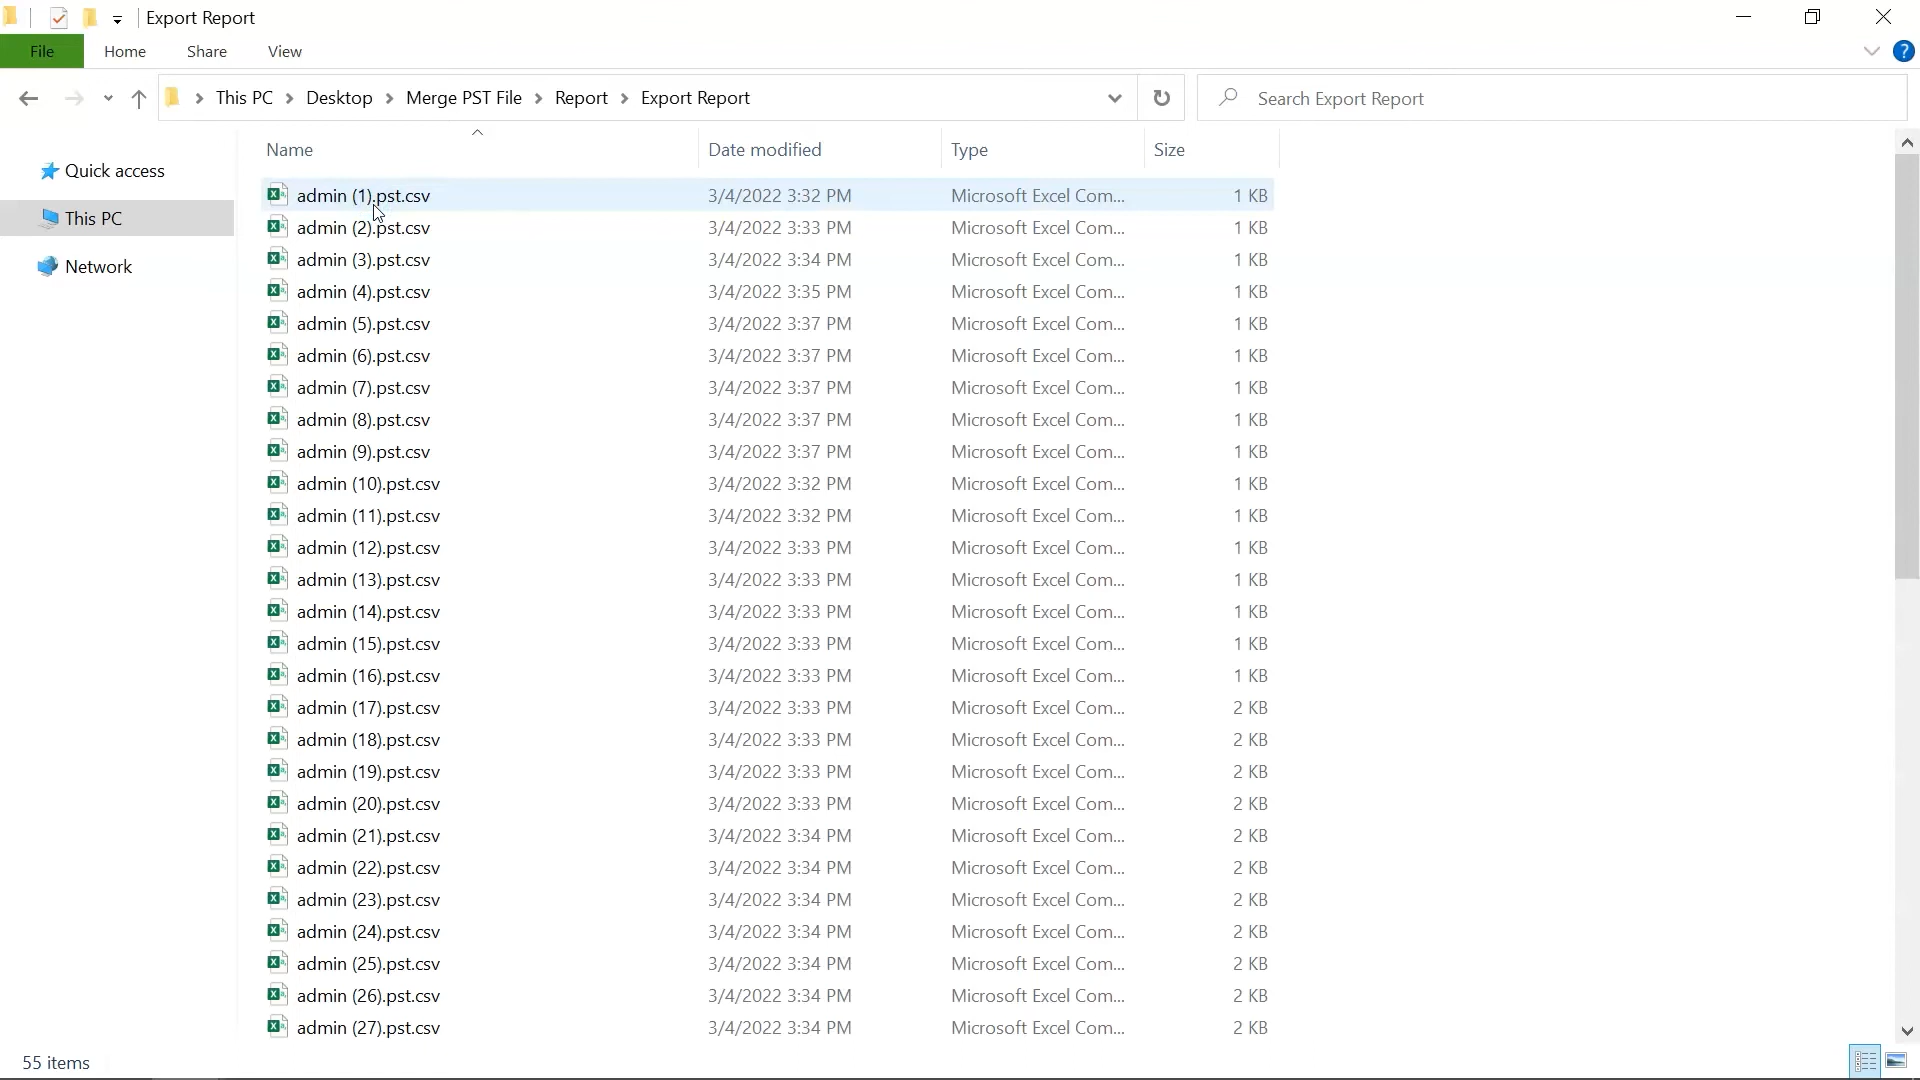 Export Report
File Home Share View
This PC Desktop Merge PST File Report Export Report Search Export Report
Name Date modified Type Size
Quick access
This PC
Network
admin (1).pst.csv 3/4/2022 3:32 PM Microsoft Excel Com... 1 KB
admin (2).pst.csv 3/4/2022 3:33 PM Microsoft Excel Com... 1 KB
admin (3).pst.csv 3/4/2022 3:34 PM Microsoft Excel Com... 1 KB
admin (4).pst.csv 3/4/2022 3:35 PM Microsoft Excel Com... 1 KB
admin (5).pst.csv 3/4/2022 3:37 PM Microsoft Excel Com... 1 KB
admin (6).pst.csv 3/4/2022 3:37 PM Microsoft Excel Com... 1 KB
admin (7).pst.csv 3/4/2022 3:37 PM Microsoft Excel Com... 1 KB
admin (8).pst.csv 3/4/2022 3:37 PM Microsoft Excel Com... 1 KB
admin (9).pst.csv 3/4/2022 3:37 PM Microsoft Excel Com... 1 KB
admin (10).pst.csv 3/4/2022 3:32 PM Microsoft Excel Com... 1 KB
admin (11).pst.csv 3/4/2022 3:32 PM Microsoft Excel Com... 1 KB
admin (12).pst.csv 3/4/2022 3:33 PM Microsoft Excel Com... 1 KB
admin (13).pst.csv 3/4/2022 3:33 PM Microsoft Excel Com... 1 KB
admin (14).pst.csv 3/4/2022 3:33 PM Microsoft Excel Com... 1 KB
admin (15).pst.csv 3/4/2022 3:33 PM Microsoft Excel Com... 1 KB
admin (16).pst.csv 3/4/2022 3:33 PM Microsoft Excel Com... 1 KB
admin (17).pst.csv 3/4/2022 3:33 PM Microsoft Excel Com... 2 KB
admin (18).pst.csv 3/4/2022 3:33 PM Microsoft Excel Com... 2 KB
admin (19).pst.csv 3/4/2022 3:33 PM Microsoft Excel Com... 2 KB
admin (20).pst.csv 3/4/2022 3:33 PM Microsoft Excel Com... 2 KB
admin (21).pst.csv 3/4/2022 3:34 PM Microsoft Excel Com... 2 KB
admin (22).pst.csv 3/4/2022 3:34 PM Microsoft Excel Com... 2 KB
admin (23).pst.csv 3/4/2022 3:34 PM Microsoft Excel Com... 2 KB
admin (24).pst.csv 3/4/2022 3:34 PM Microsoft Excel Com... 2 KB
admin (25).pst.csv 3/4/2022 3:34 PM Microsoft Excel Com... 2 KB
admin (26).pst.csv 3/4/2022 3:34 PM Microsoft Excel Com... 2 KB
admin (27).pst.csv 3/4/2022 3:34 PM Microsoft Excel Com... 2 KB
55 items